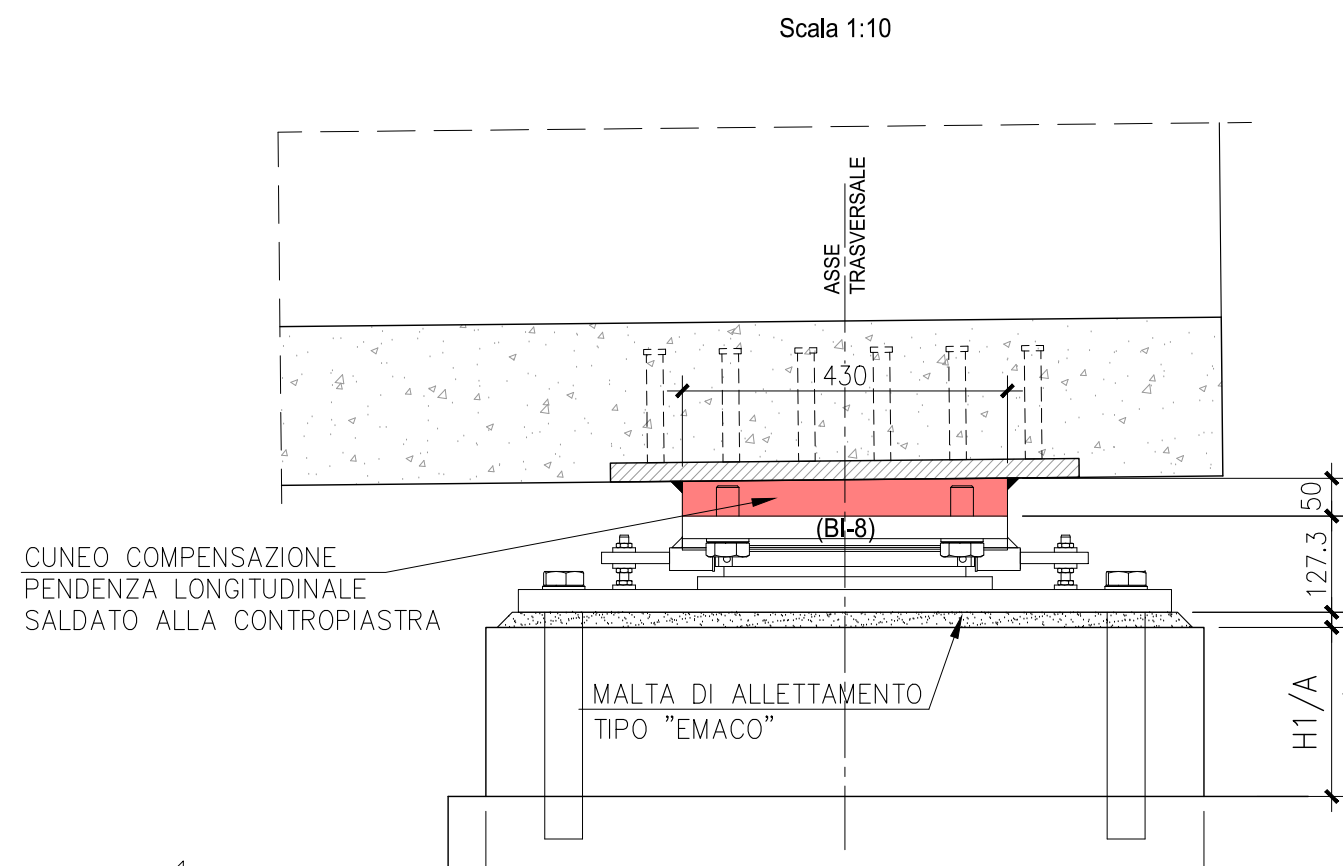 Scala 1:10
ASSE
TRASVERSALE
430
50
(BI-8)
127.3
CUNEO COMPENSAZIONE
PENDENZA LONGITUDINALE
SALDATO ALLA CONTROPIASTRA
MALTA DI ALLETTAMENTO
TIPO "EMACO"
H1/A